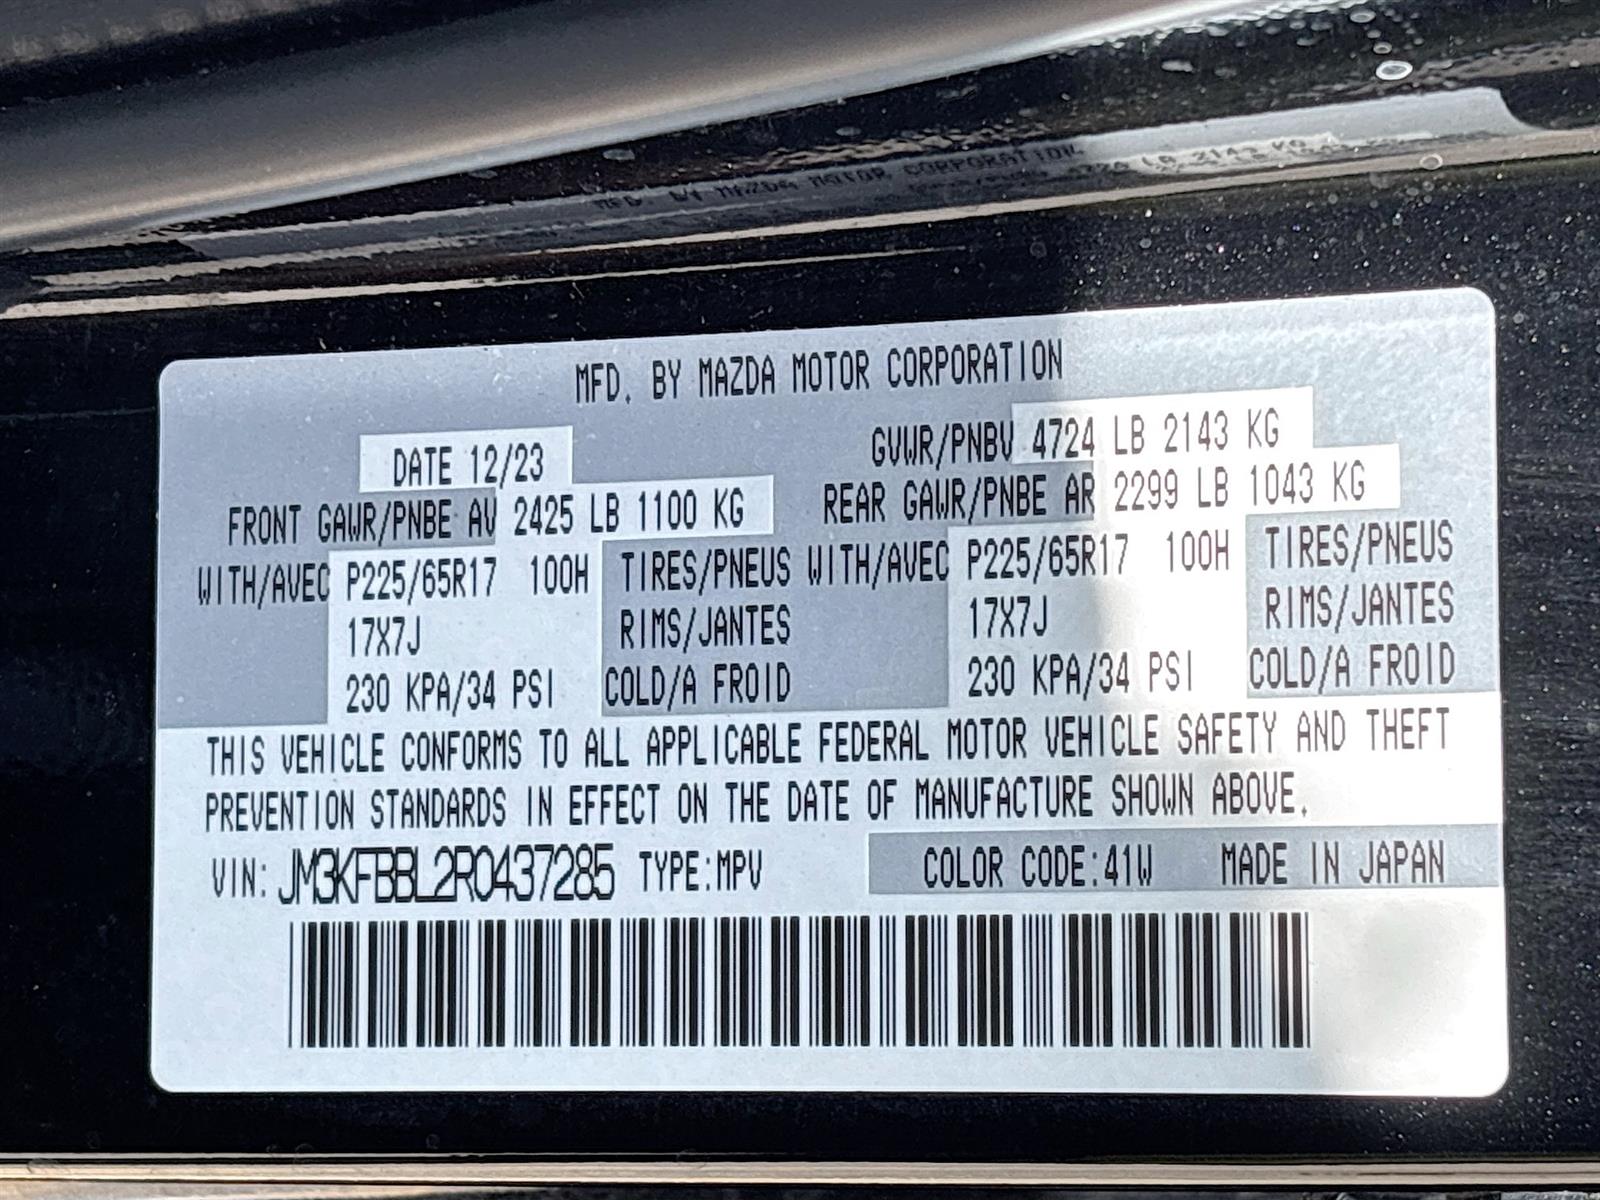 MFD. BY MAZDA MOTOR CORPORATION
MFD. BY MAZDA MOTOR CORPORATION
DATE 12/23
GVWR/PNBV 4724 LB 2143 KG
FRONT GAWR/PNBE AV 2425 LB 1100 KG
REAR GAWR/PNBE AR 2299 LB 1043 KG
WITH/AVEC P225/65R17 100H TIRES/PNEUS WITH/AVEC P225/65R17 100H TIRES/PNEUS
17X7J RIMS/JANTES 17X7J RIMS/JANTES
230 KPA/34 PSI COLD/A FROID 230 KPA/34 PSI COLD/A FROID
THIS VEHICLE CONFORMS TO ALL APPLICABLE FEDERAL MOTOR VEHICLE SAFETY AND THEFT
PREVENTION STANDARDS IN EFFECT ON THE DATE OF MANUFACTURE SHOWN ABOVE.
VIN: JM3KFBBL2R0437285 TYPE:MPV COLOR CODE:41W MADE IN JAPAN